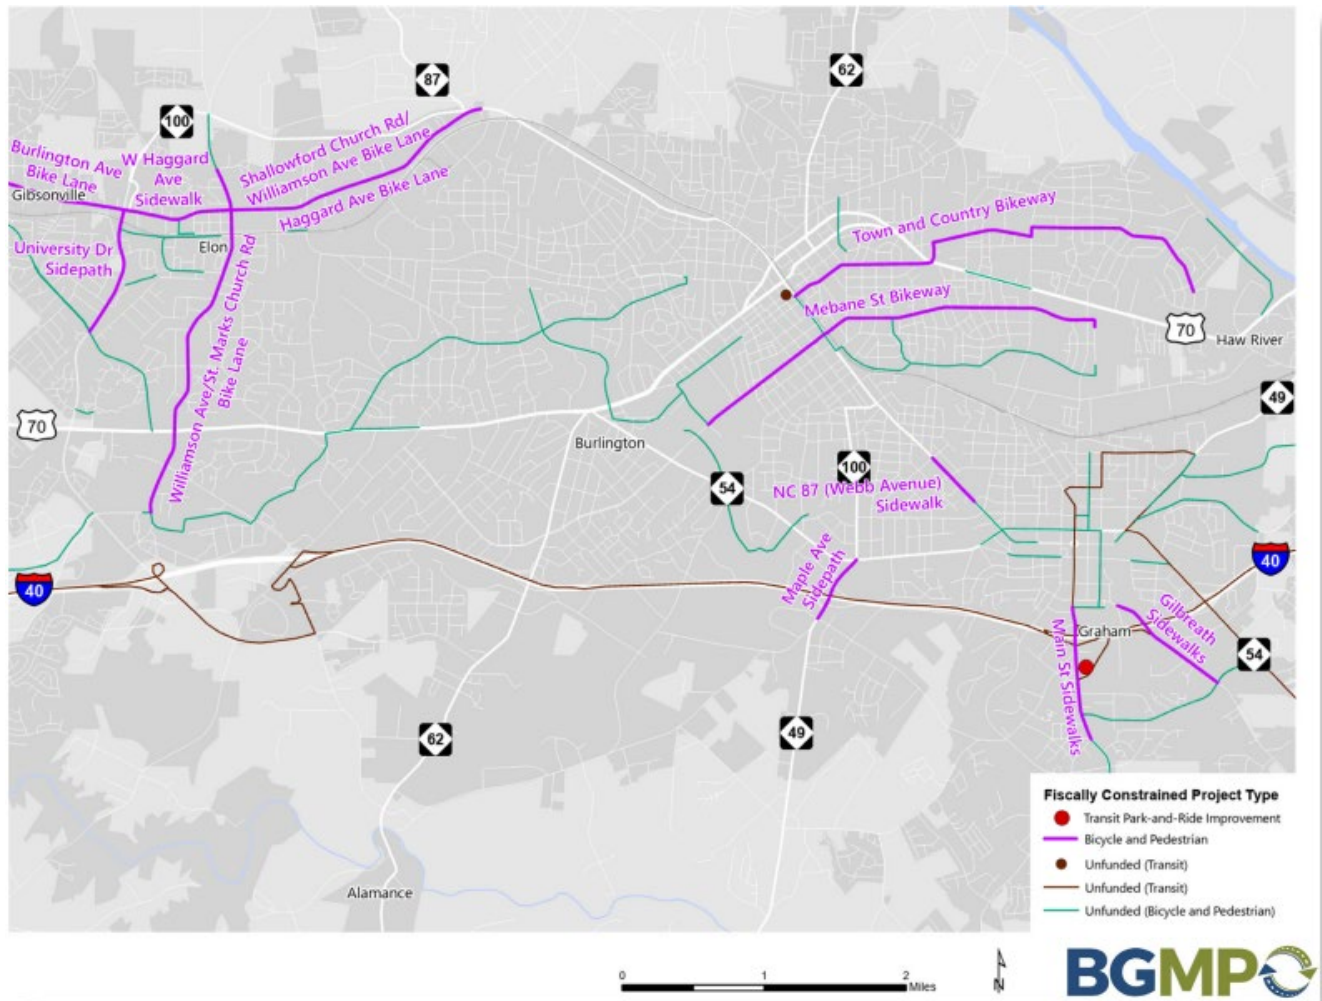 87
62
100
Shallowford Church Rd/
Williamson Ave Bike Lane
Burlington Ave
Bike Lane
W Haggard
Ave
Sidewalk
Gibsonville
Haggard Ave Bike Lane
Town and Country Bikeway
University Dr
Sidepath
Elon
Williamson Ave/St. Marks Church Rd
Bike Lane
Mebane St Bikeway
70
Haw River
49
70
Burlington
54
100
NC 87 (Webb Avenue)
Sidewalk
40
Maple Ave
Sidepath
40
Graham
Gilbreath
Sidewalks
54
Main St Sidewalks
62
49
Alamance
Fiscally Constrained Project Type
Transit Park-and-Ride Improvement
Bicycle and Pedestrian
Unfunded (Transit)
Unfunded (Transit)
Unfunded (Bicycle and Pedestrian)
0 1 2
Miles
N
BGMPO